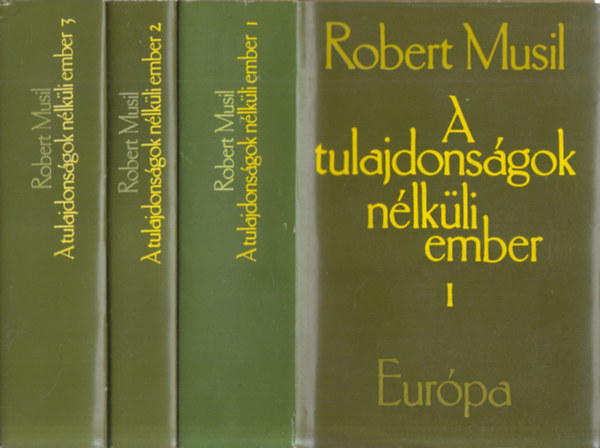 Robert Musil
A tulajdonságok nélküli ember 3
Robert Musil
A tulajdonságok nélküli ember 2
Robert Musil
A tulajdonságok nélküli ember 1
Robert Musil
A
tulajdonságok
nélküli
ember
1
Európa